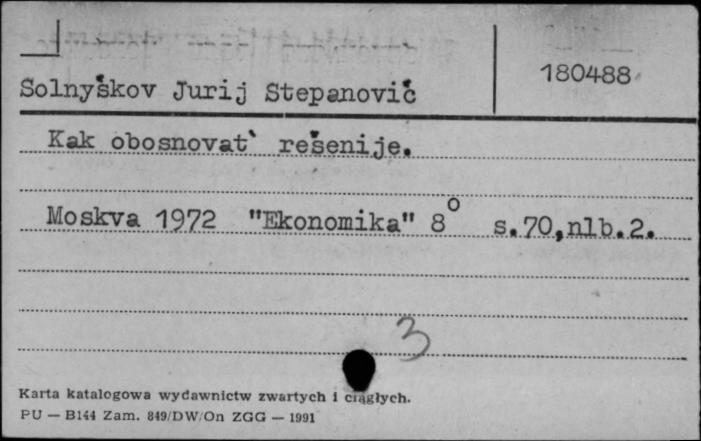 180488
Solnyškov Jurij Stepanovič
Kak obosnovat` rešenije.
Moskva 1972 "Ekonomika" 8° s.70,nlb.2.
3
Karta katalogowa wydawnictw zwartych i ciągłych.
PU — B144 Zam. 849/DW/On ZGG — 1991